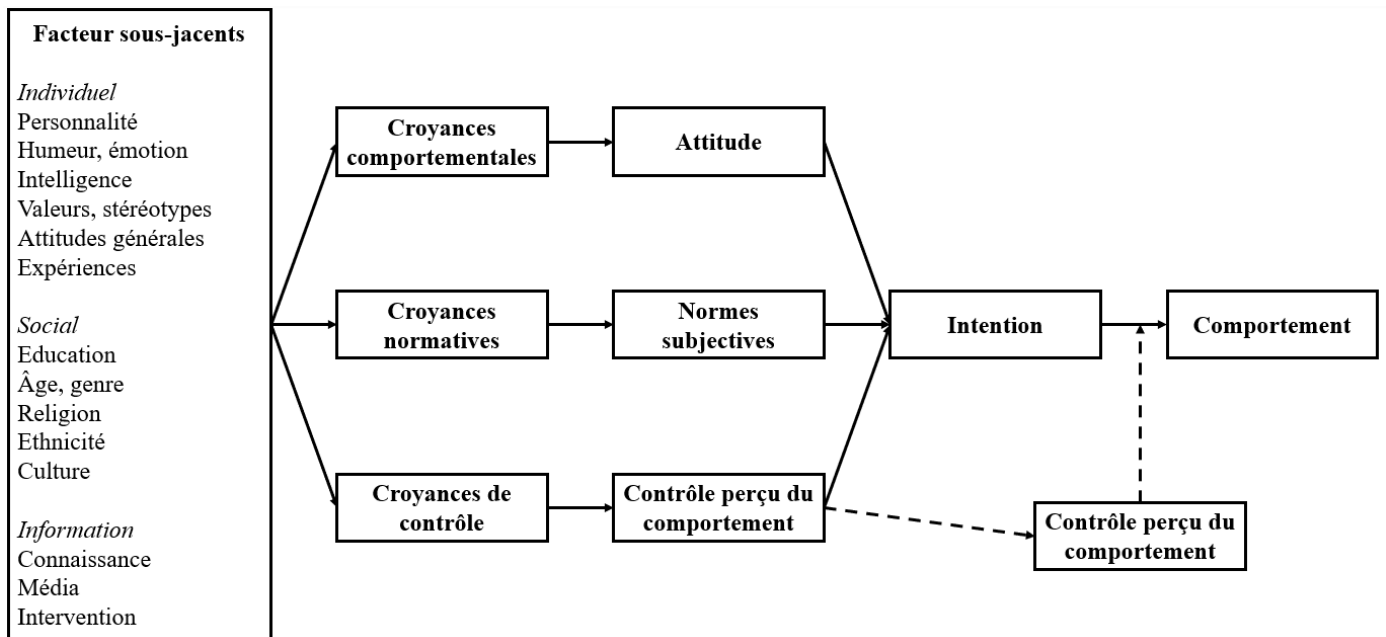 Facteur sous-jacents
Individuel
Personnalité
Humeur, émotion
Intelligence
Valeurs, stéréotypes
Attitudes générales
Expériences
Social
Education
Âge, genre
Religion
Ethnicité
Culture
Information
Connaissance
Média
Intervention
Croyances
comportementales
Attitude
Croyances
normatives
Normes
subjectives
Intention
Comportement
Croyances de
contrôle
Contrôle perçu du
comportement
Contrôle perçu du
comportement